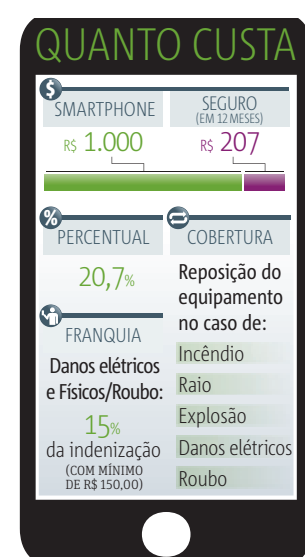 QUANTO CUSTA
$
SMARTPHONE
R$ 1.000
SEGURO
(EM 12 MESES)
R$ 207
%
PERCENTUAL
20,7%
FRANQUIA
Danos elétricos
e Físicos/Roubo:
15%
da indenização
(COM MÍNIMO
DE R$ 150,00)
COBERTURA
Reposição do
equipamento
no caso de:
Incêndio
Raio
Explosão
Danos elétricos
Roubo